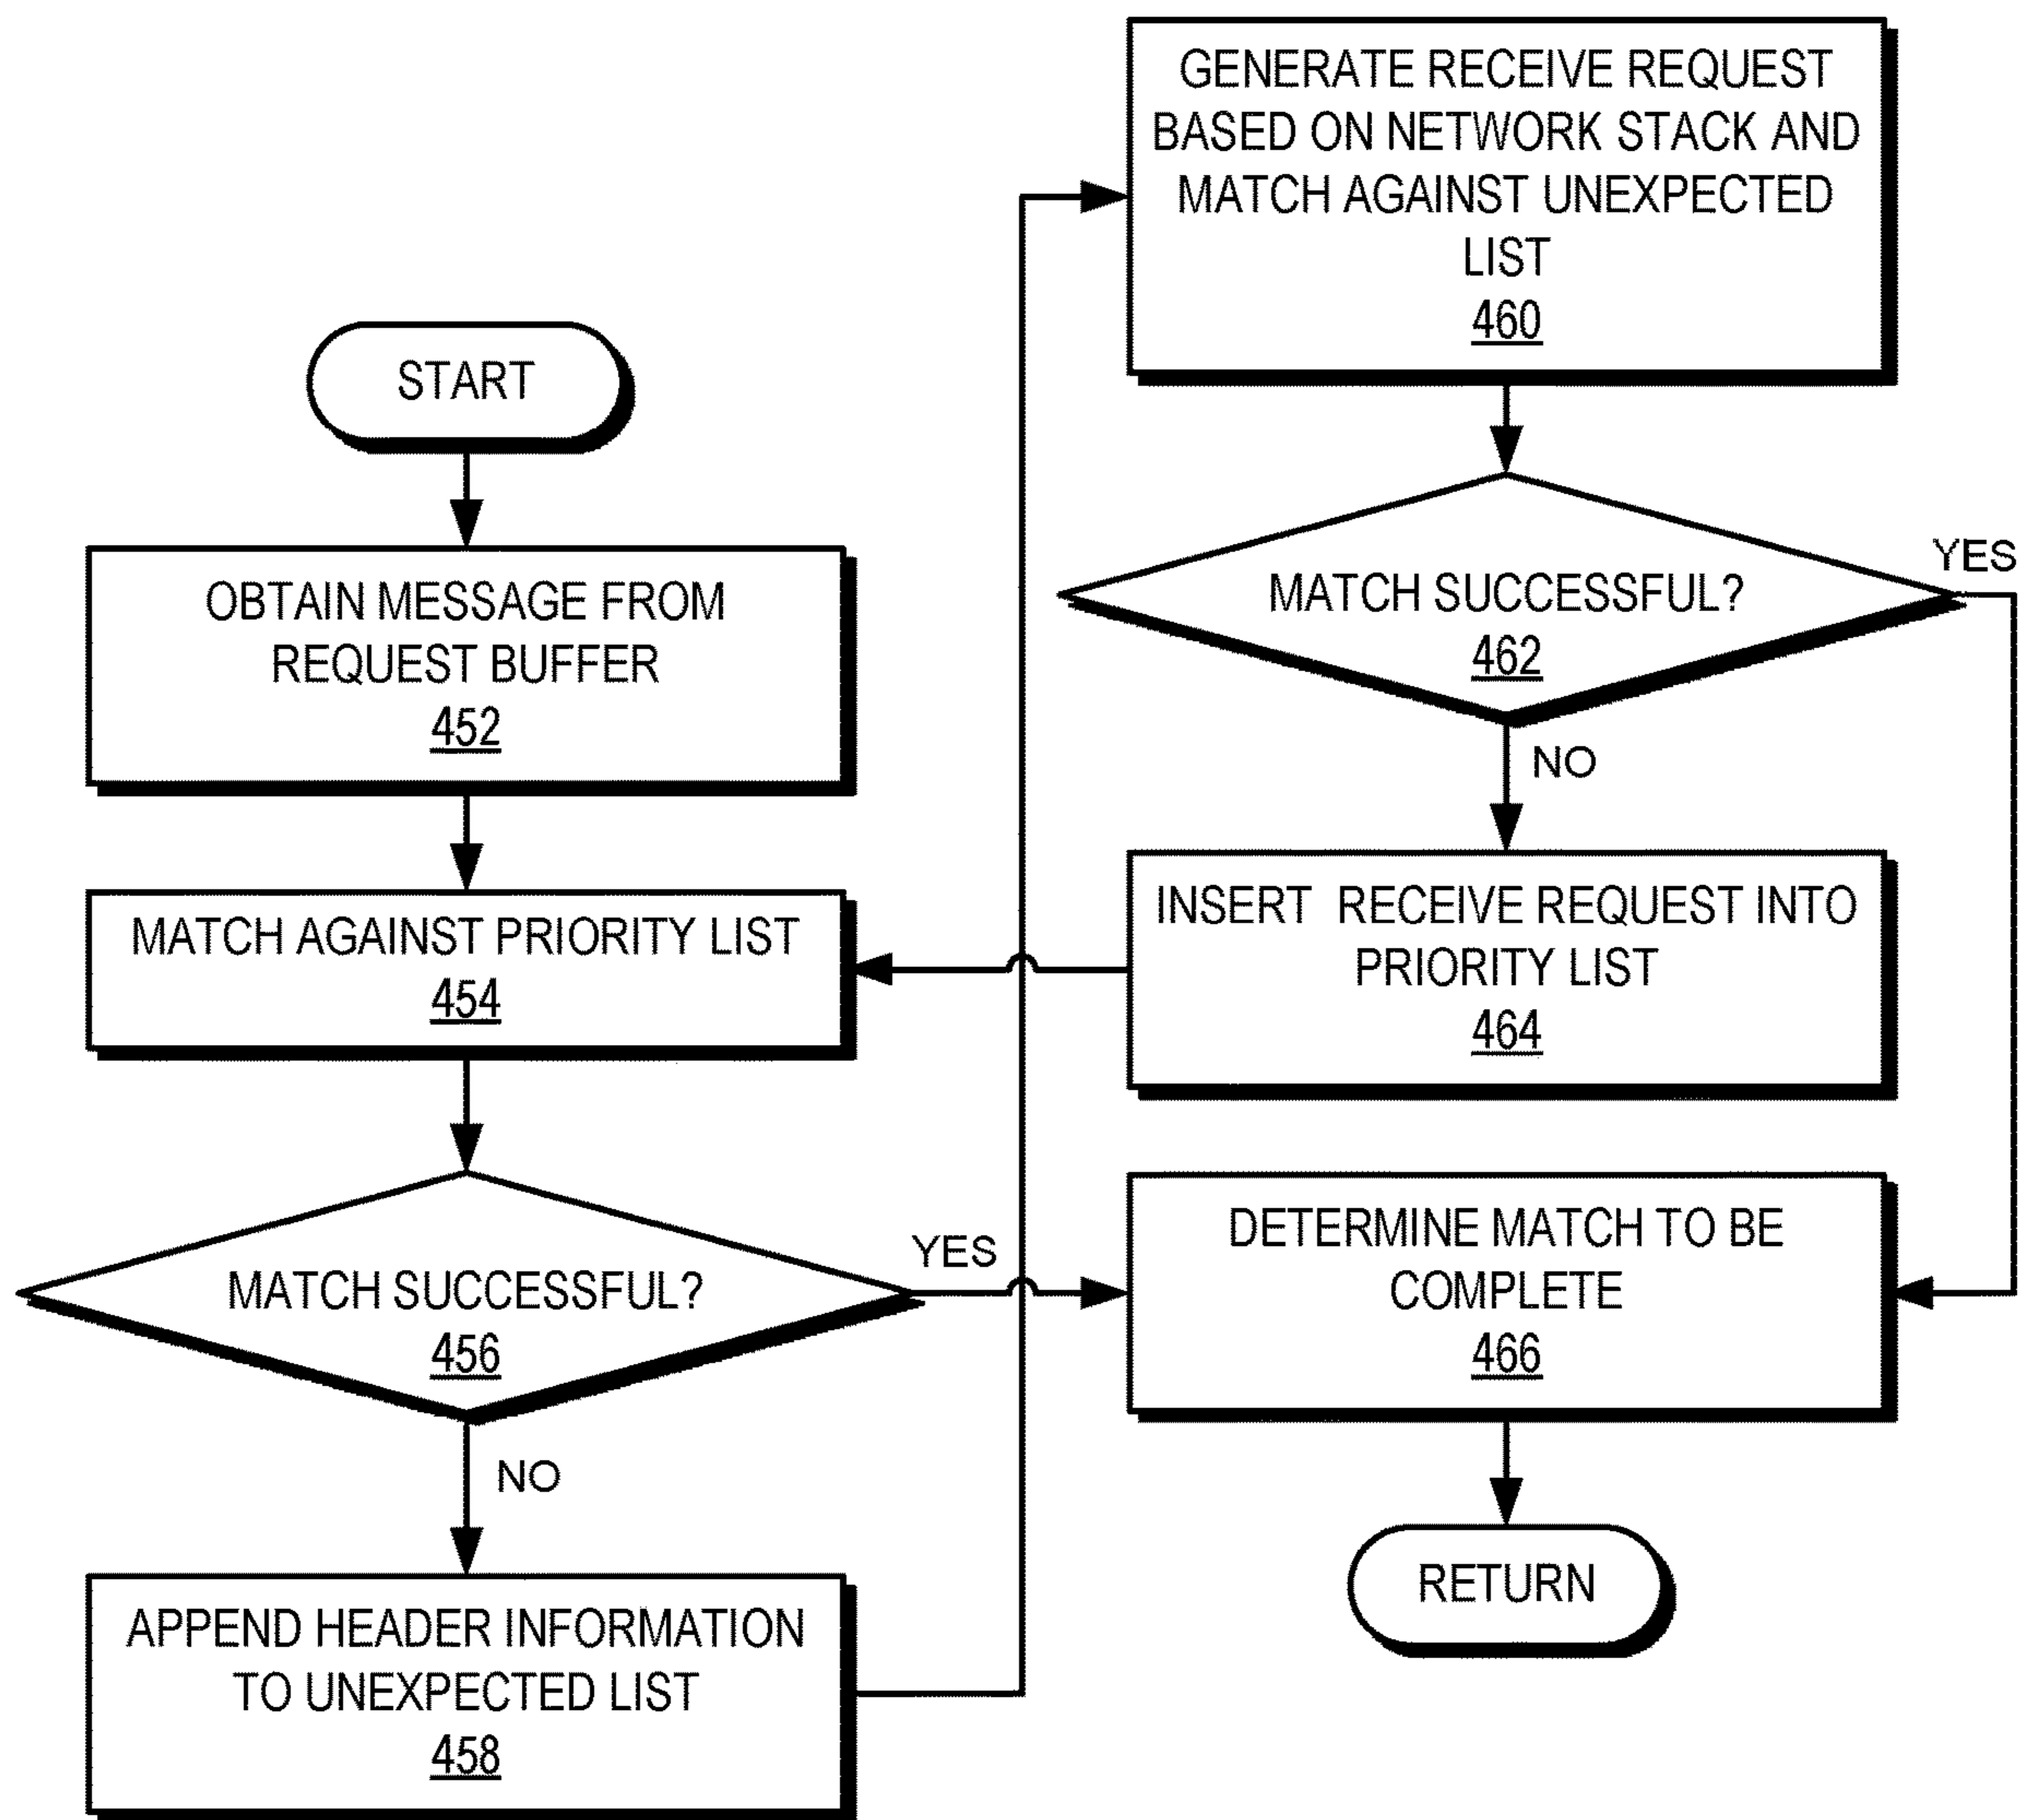 START
OBTAIN MESSAGE FROM
REQUEST BUFFER
452
MATCH AGAINST PRIORITY LIST
454
MATCH SUCCESSFUL?
456
YES
NO
APPEND HEADER INFORMATION
TO UNEXPECTED LIST
458
GENERATE RECEIVE REQUEST
BASED ON NETWORK STACK AND
MATCH AGAINST UNEXPECTED
LIST
460
MATCH SUCCESSFUL?
462
YES
NO
INSERT RECEIVE REQUEST INTO
PRIORITY LIST
464
DETERMINE MATCH TO BE
COMPLETE
466
RETURN